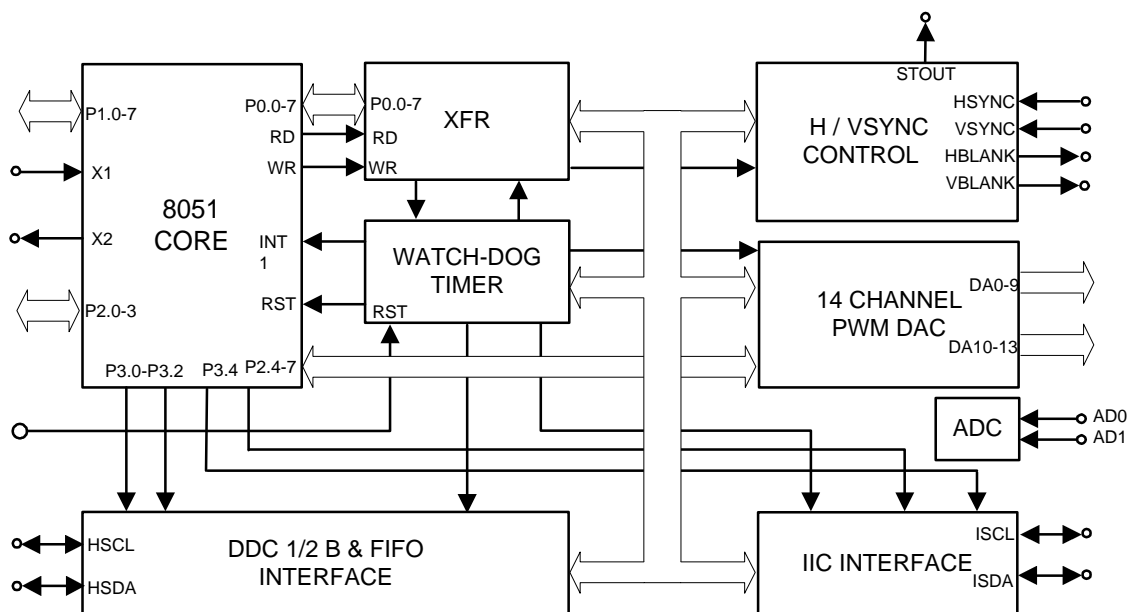 STOUT
P1.0-7
P0.0-7
P0.0-7
HSYNC
XFR
RD
RD
VSYNC
H / VSYNC
CONTROL
HBLANK
WR
WR
X1
VBLANK
8051
CORE
X2
INT
1
WATCH-DOG
TIMER
RST
RST
P2.0-3
14 CHANNEL
PWM DAC
DA0-9
DA10-13
P3.0-P3.2
P3.4
P2.4-7
ADC
AD0
AD1
HSCL
HSDA
DDC 1/2 B & FIFO
INTERFACE
IIC INTERFACE
ISCL
ISDA